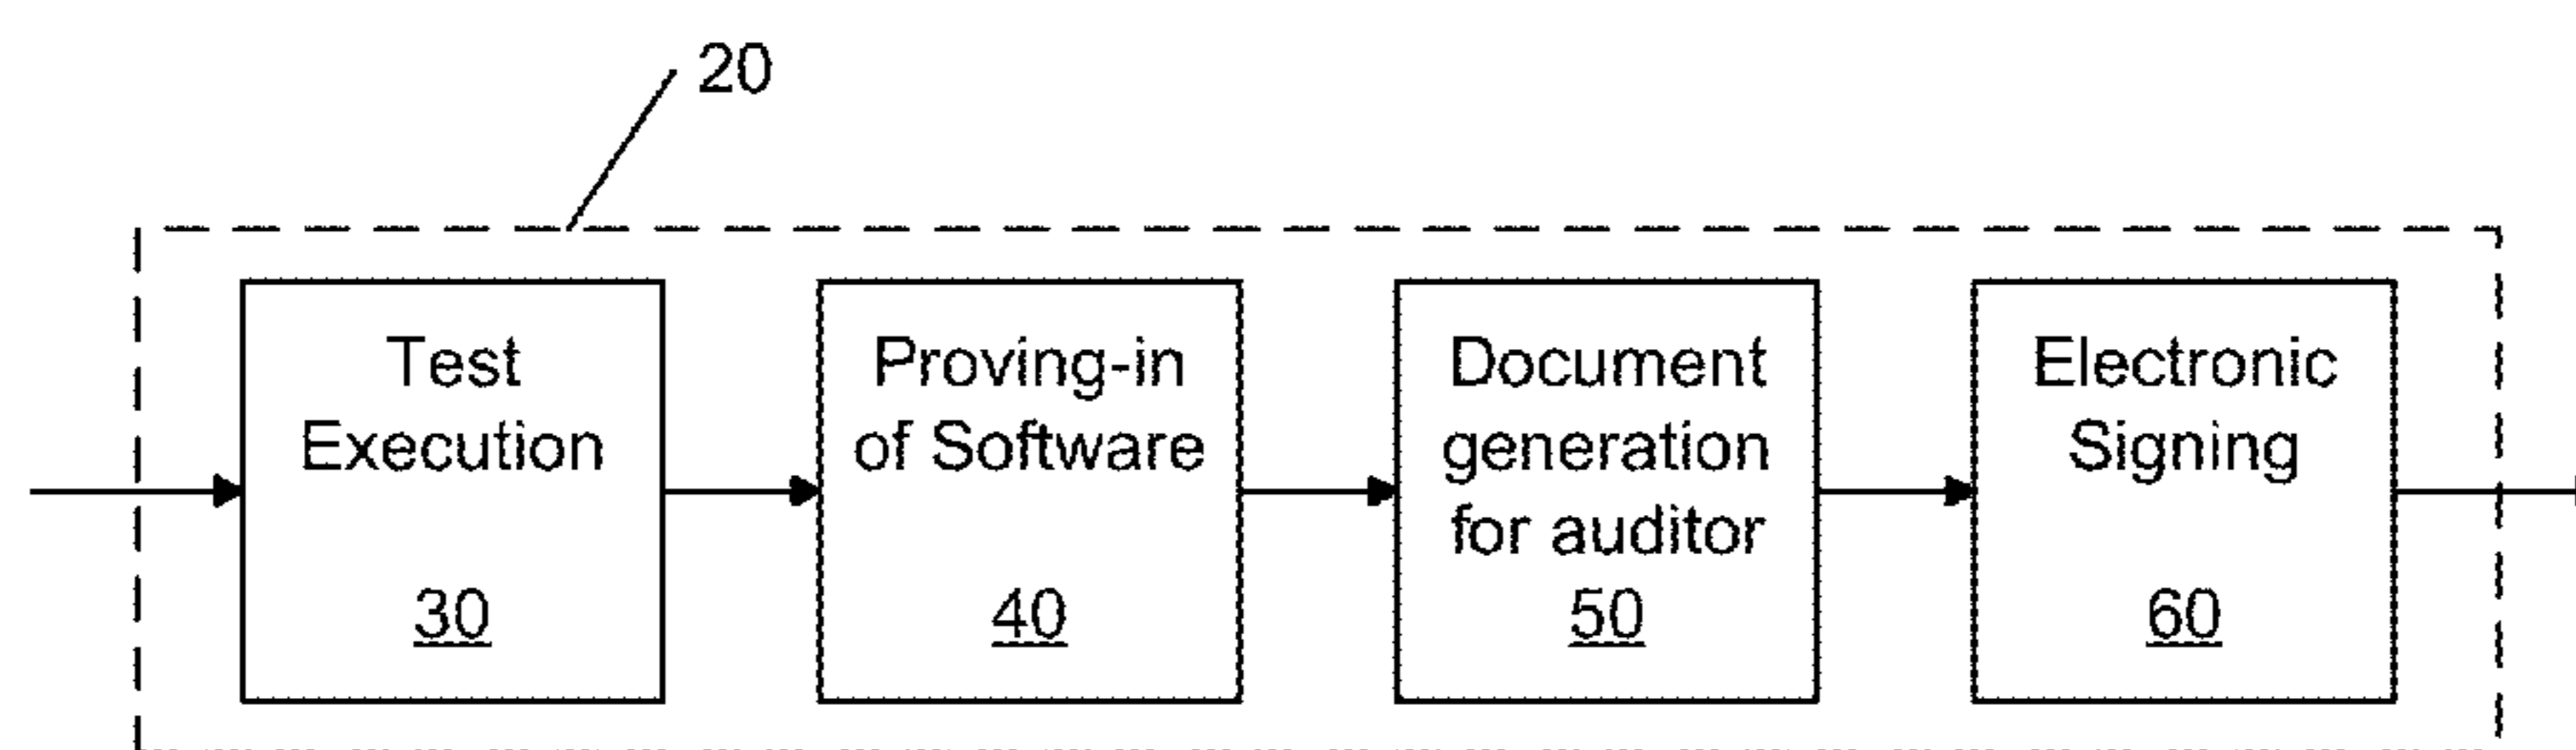 20
Test
Execution
30
Proving-in
of Software
40
Document
generation
for auditor
50
Electronic
Signing
60